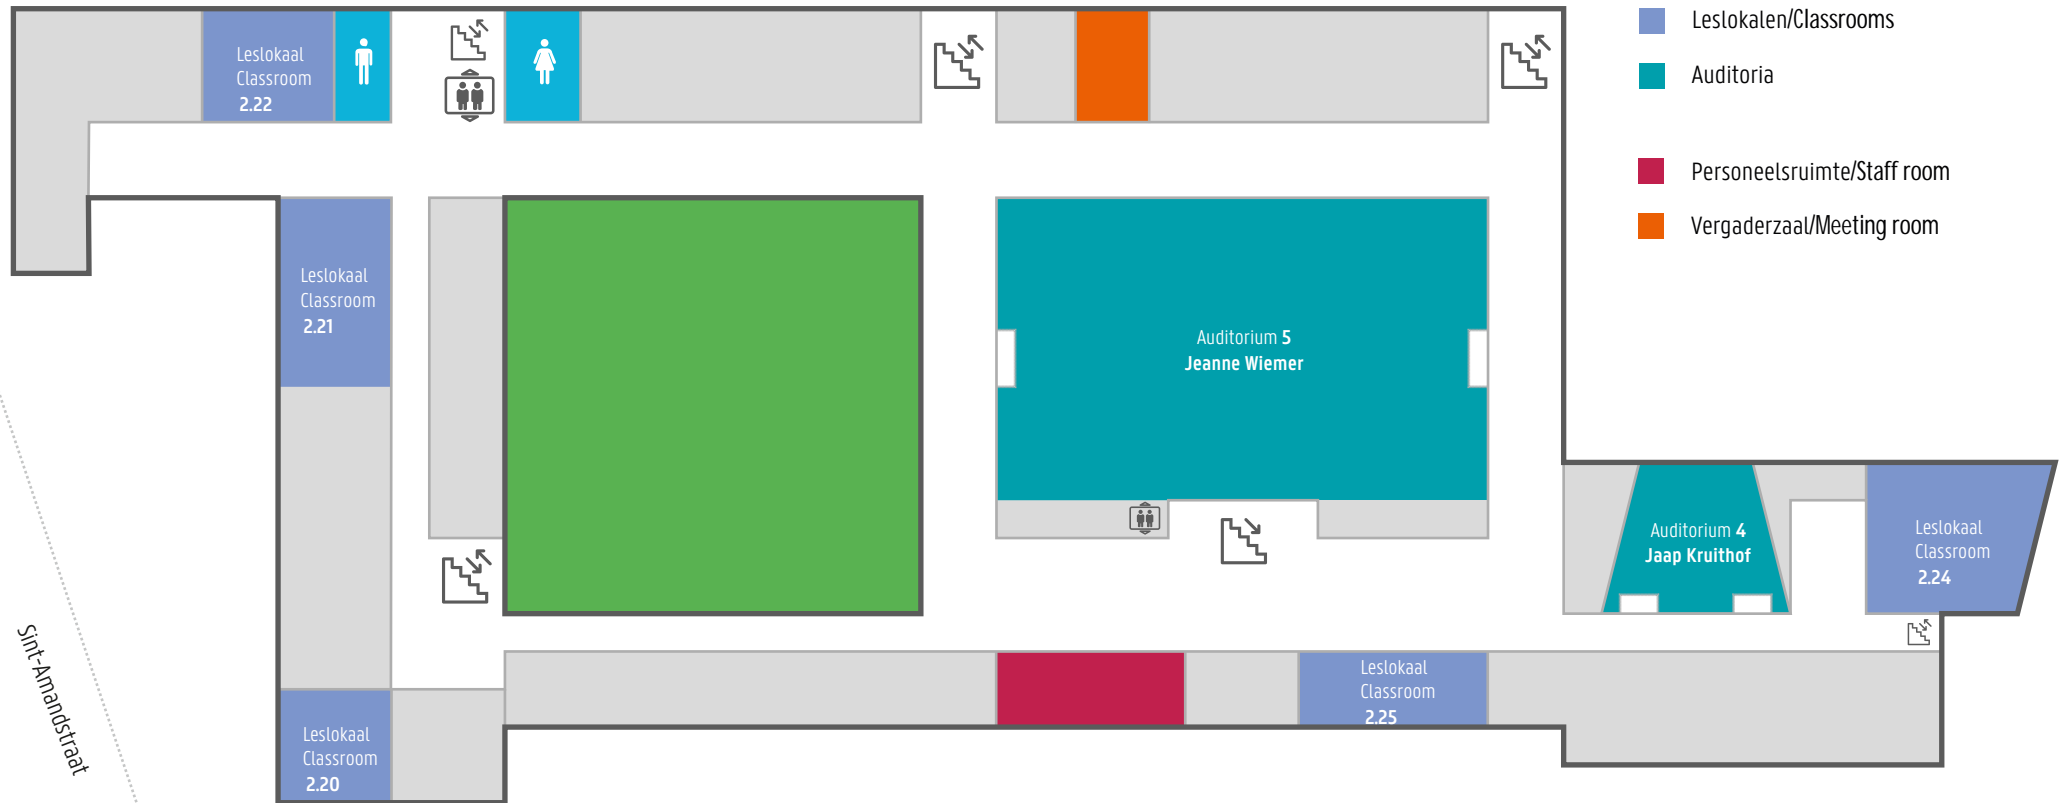 Leslokaal
Classroom
2.22
Leslokalen/Classrooms
Auditoria
Personeelsruimte/Staff room
Vergaderzaal/Meeting room
Leslokaal
Classroom
2.21
Auditorium 5
Jeanne Wiemer
Auditorium 4
Jaap Kruithof
Leslokaal
Classroom
2.24
Sint-Amandstraat
Leslokaal
Classroom
2.25
Leslokaal
Classroom
2.20